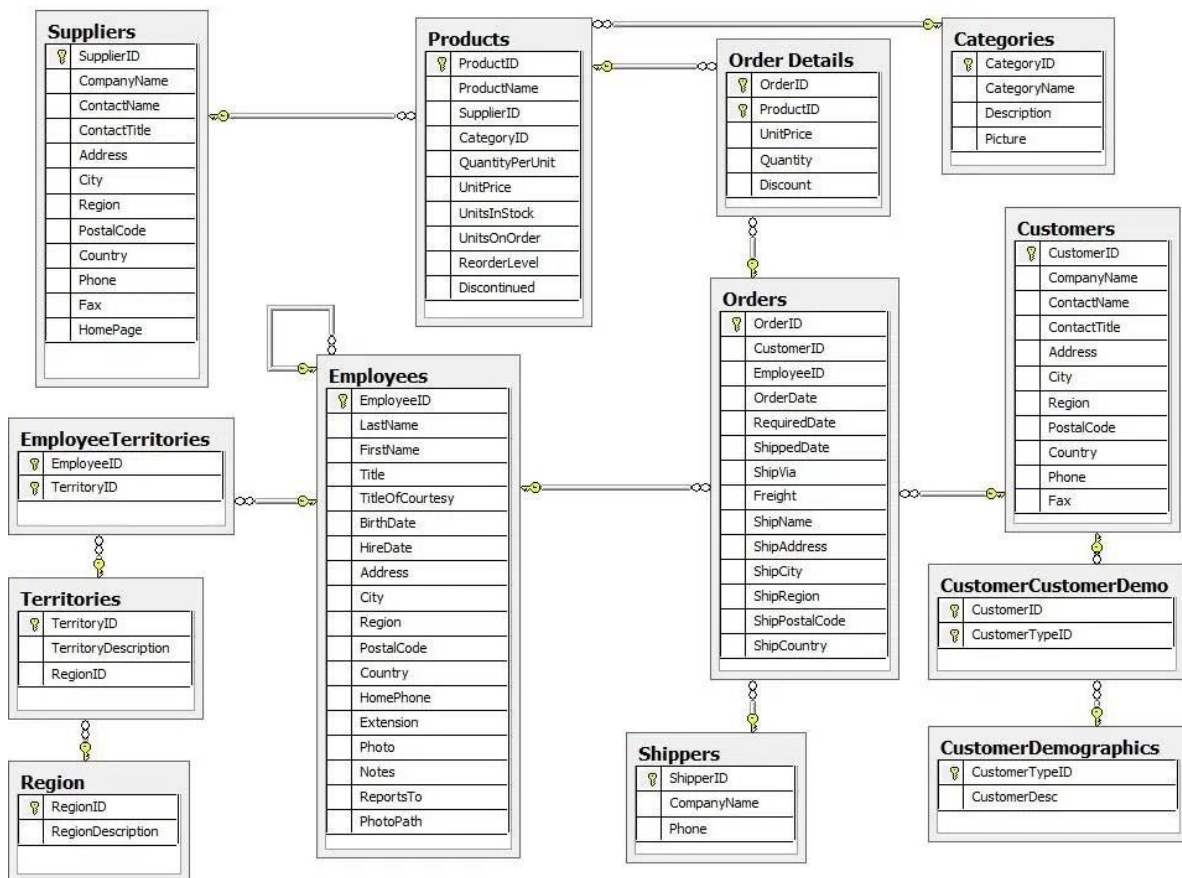 Suppliers
SupplierID
CompanyName
ContactName
ContactTitle
Address
City
Region
PostalCode
Country
Phone
Fax
HomePage
Products
ProductID
ProductName
SupplierID
CategoryID
QuantityPerUnit
UnitPrice
UnitsInStock
UnitsOnOrder
ReorderLevel
Discontinued
Order Details
OrderID
ProductID
UnitPrice
Quantity
Discount
Categories
CategoryID
CategoryName
Description
Picture
Employees
EmployeeID
LastName
FirstName
Title
TitleOfCourtesy
BirthDate
HireDate
Address
City
Region
PostalCode
Country
HomePhone
Extension
Photo
Notes
ReportsTo
PhotoPath
Orders
OrderID
CustomerID
EmployeeID
OrderDate
RequiredDate
ShippedDate
ShipVia
Freight
ShipName
ShipAddress
ShipCity
ShipRegion
ShipPostalCode
ShipCountry
Customers
CustomerID
CompanyName
ContactName
ContactTitle
Address
City
Region
PostalCode
Country
Phone
Fax
EmployeeTerritories
EmployeeID
TerritoryID
Territories
TerritoryID
TerritoryDescription
RegionID
Region
RegionID
RegionDescription
Shippers
ShipperID
CompanyName
Phone
CustomerCustomerDemo
CustomerID
CustomerTypeID
CustomerDemographics
CustomerTypeID
CustomerDesc